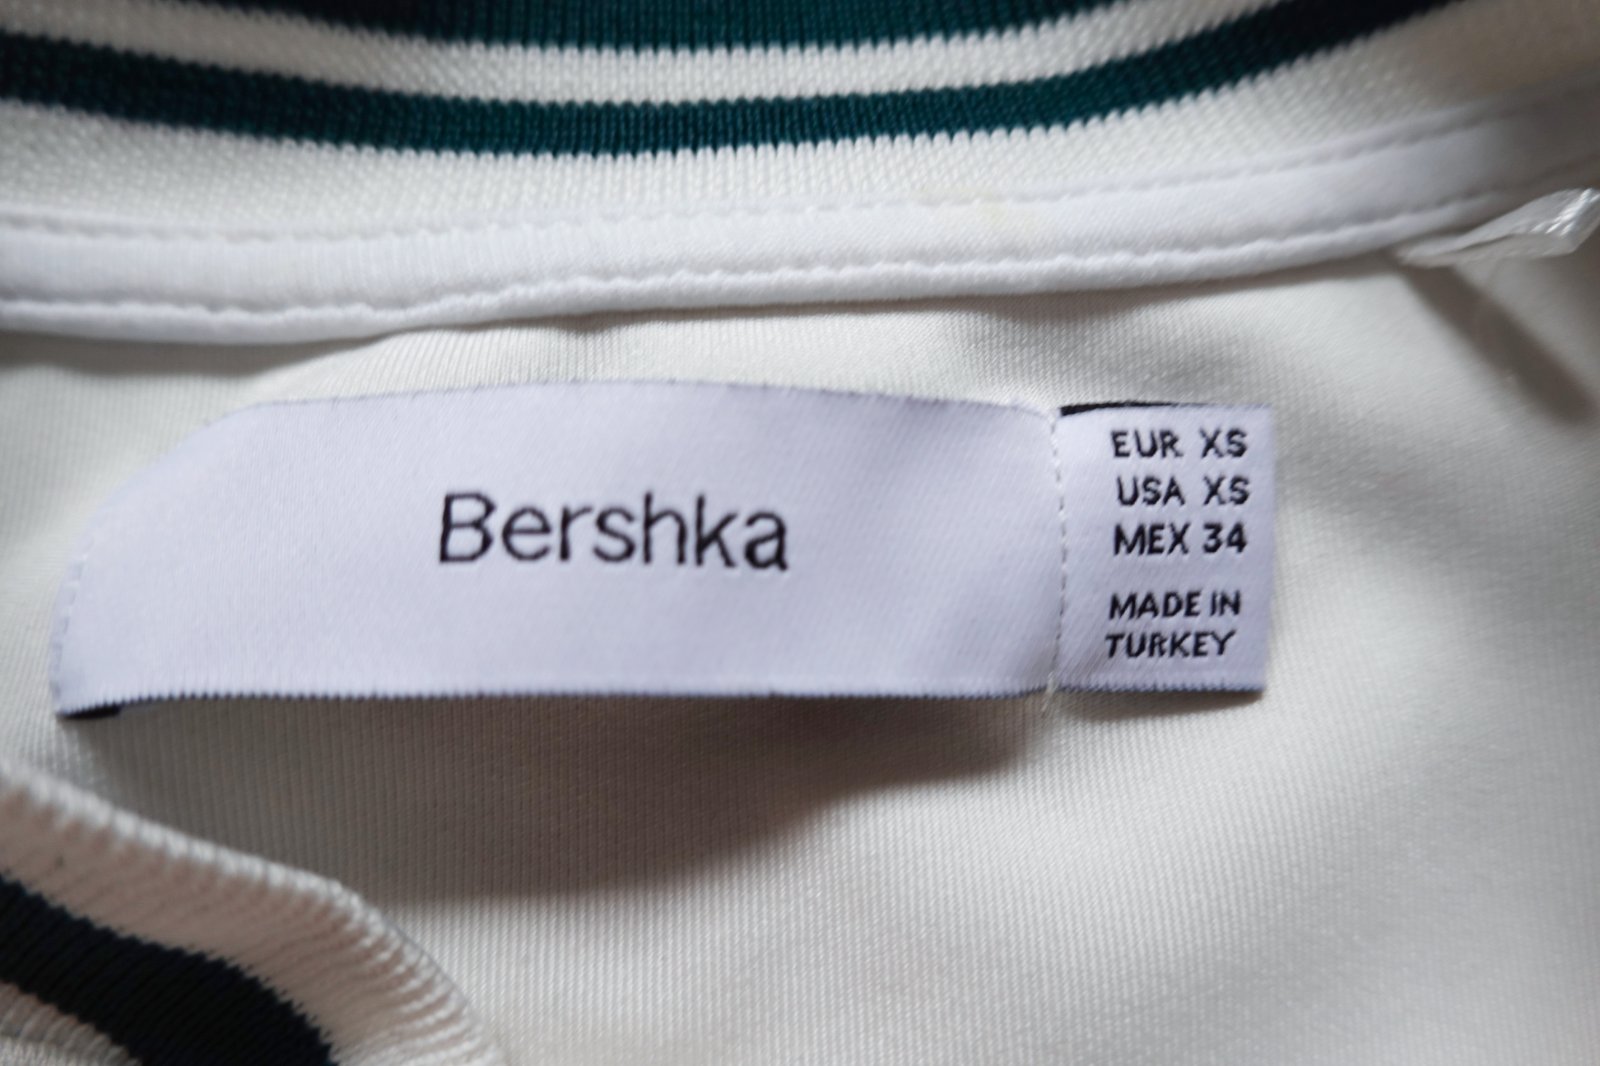 Bershka
EUR XS
USA XS
MEX 34
MADE IN
TURKEY